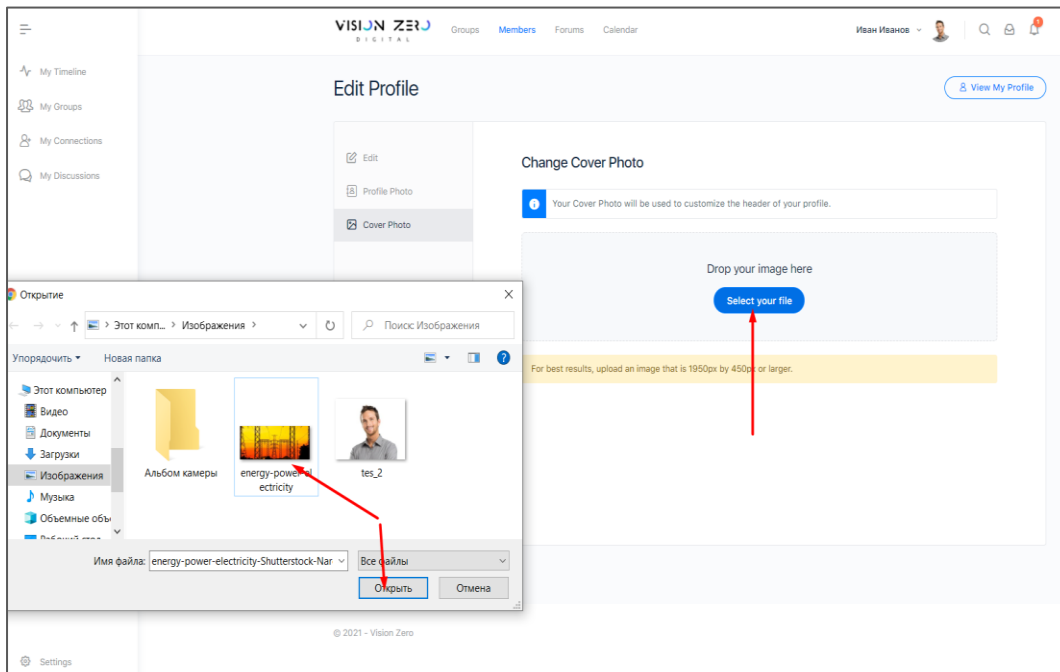 VISION ZERO
DIGITAL
Groups
Members
Forums
Calendar
Иван Иванов
1
My Timeline
My Groups
My Connections
My Discussions
Edit Profile
View My Profile
Edit
Profile Photo
Cover Photo
Change Cover Photo
Your Cover Photo will be used to customize the header of your profile.
Drop your image here
Select your file
For best results, upload an image that is 1950px by 450px or larger.
Открытие
Этот комп... > Изображения >
Поиск: Изображения
Упорядочить
Новая папка
Этот компьютер
Видео
Документы
Загрузки
Изображения
Музыка
Объемные объ
Рабочий стол
Альбом камеры
energy-power-el
ectricity
tes_2
Имя файла:
energy-power-electricity-Shutterstock-Nar
Все файлы
Открыть
Отмена
© 2021 - Vision Zero
Settings